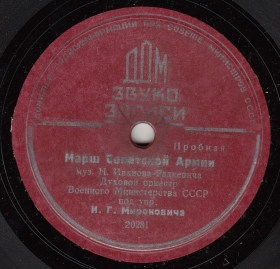 ДОМ
ЗВУКО
ЗАПИСИ
Пробная
Марш Советской Армии
муз. Н. Иванова-Радкевича
Духовой оркестр
Военного Министерства СССР
под упр.
И. Г. Мироновича
20281